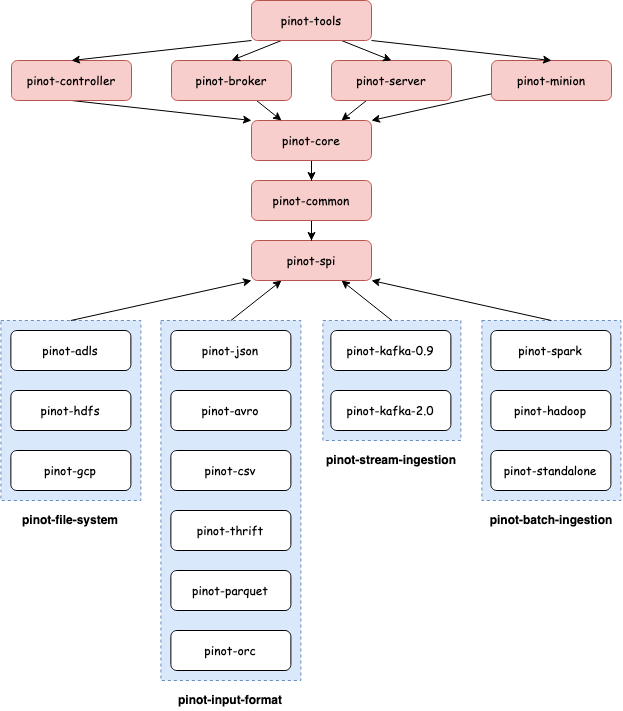 pinot-tools
pinot-controller
pinot-broker
pinot-server
pinot-minion
pinot-core
pinot-common
pinot-spi
pinot-adls
pinot-hdfs
pinot-gcp
pinot-file-system
pinot-json
pinot-avro
pinot-csv
pinot-thrift
pinot-parquet
pinot-orc
pinot-input-format
pinot-kafka-0.9
pinot-kafka-2.0
pinot-stream-ingestion
pinot-spark
pinot-hadoop
pinot-standalone
pinot-batch-ingestion